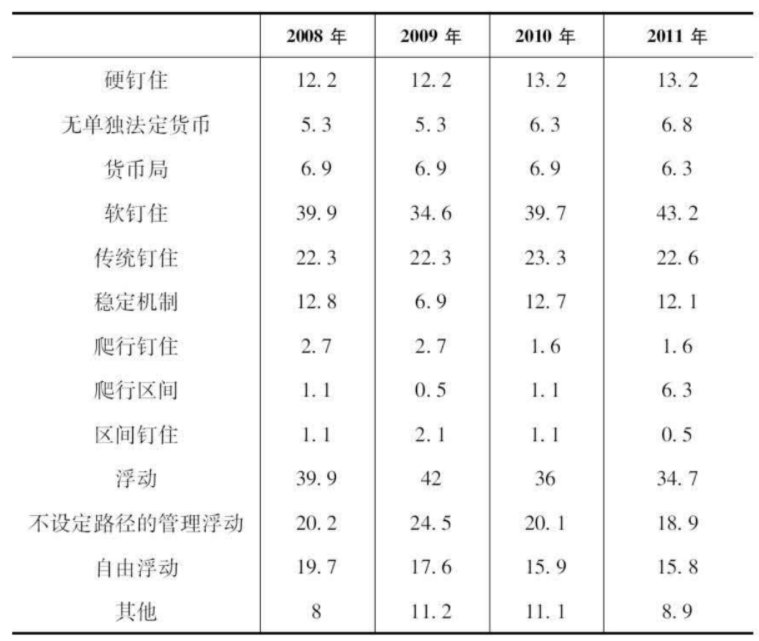 2008 年 2009 年 2010 年 2011 年
硬钉住 12.2 12.2 13.2 13.2
无单独法定货币 5.3 5.3 6.3 6.8
货币局 6.9 6.9 6.9 6.3
软钉住 39.9 34.6 39.7 43.2
传统钉住 22.3 22.3 23.3 22.6
稳定机制 12.8 6.9 12.7 12.1
爬行钉住 2.7 2.7 1.6 1.6
爬行区间 1.1 0.5 1.1 6.3
区间钉住 1.1 2.1 1.1 0.5
浮动 39.9 42 36 34.7
不设定路径的管理浮动 20.2 24.5 20.1 18.9
自由浮动 19.7 17.6 15.9 15.8
其他 8 11.2 11.1 8.9